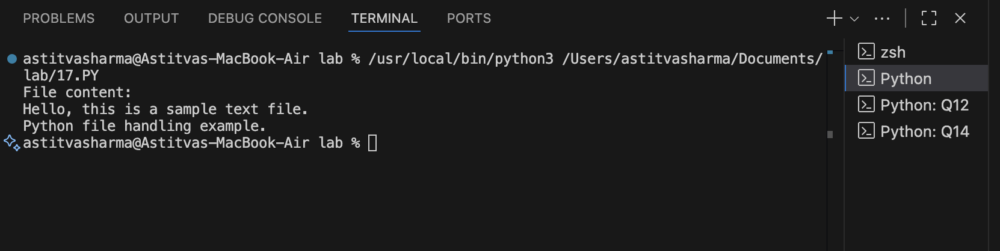 PROBLEMS OUTPUT DEBUG CONSOLE TERMINAL PORTS
astitvasharma@Astitvas-MacBook-Air lab % /usr/local/bin/python3 /Users/astitvasharma/Documents/
lab/17.PY
File content:
Hello, this is a sample text file.
Python file handling example.
astitvasharma@Astitvas-MacBook-Air lab %
zsh
Python
Python: Q12
Python: Q14